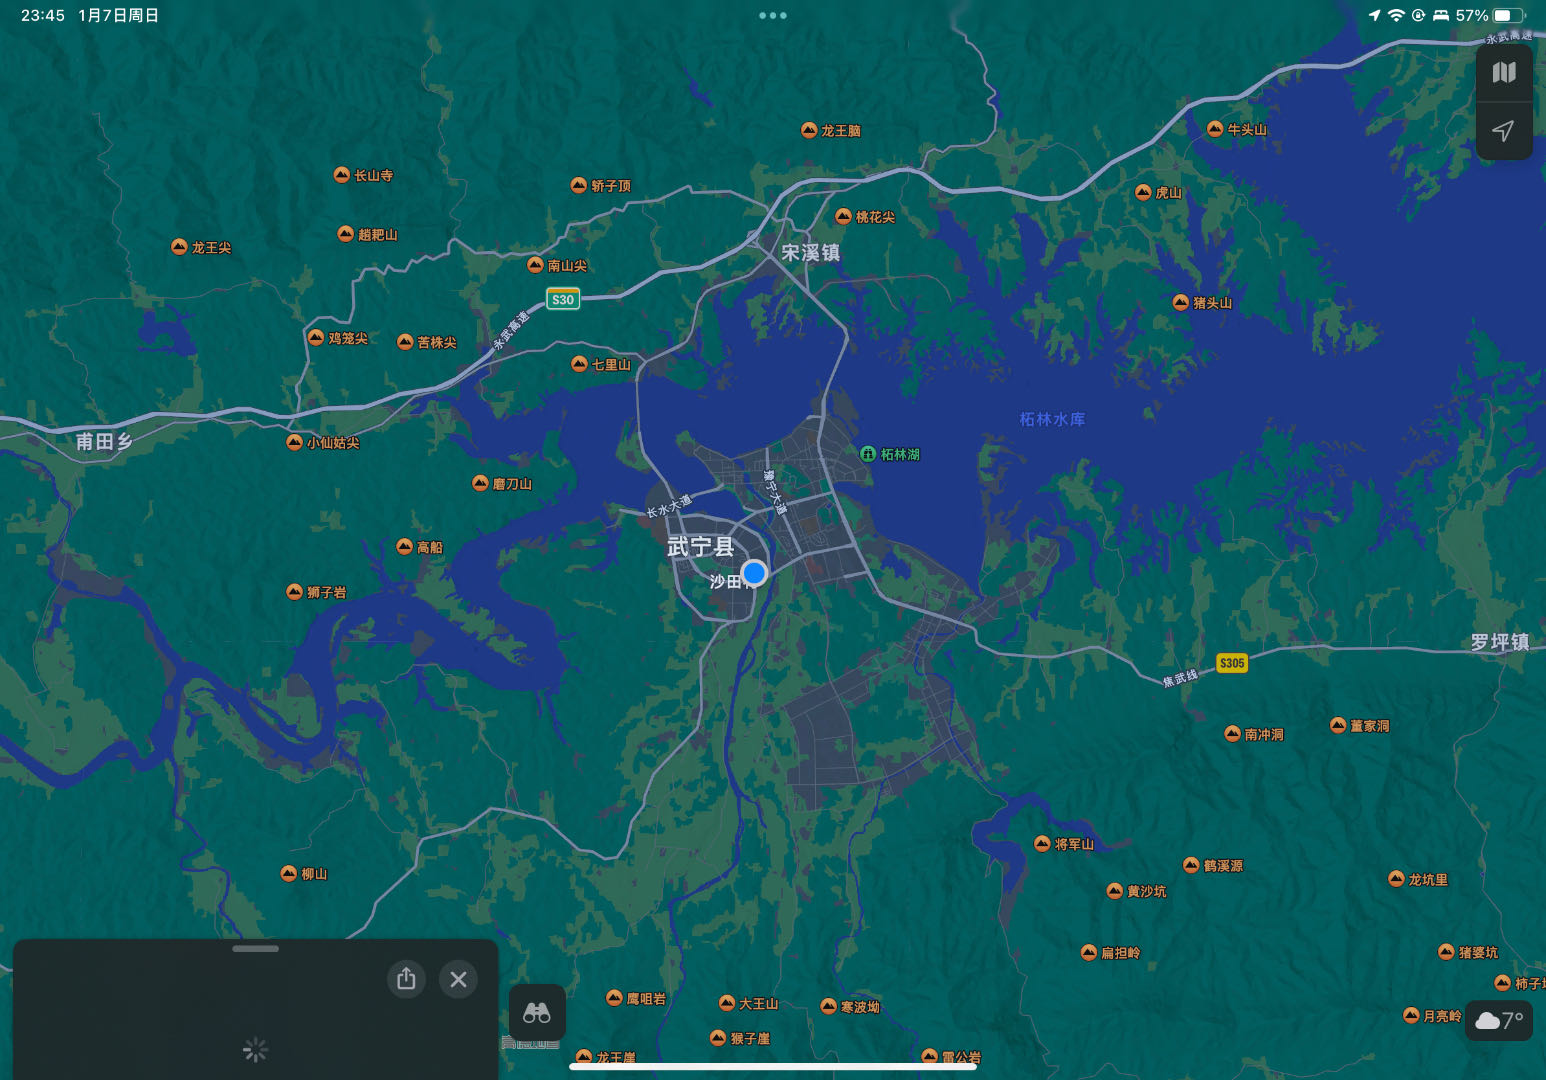 23:45 1月7日周日
57%
永武高速
龙王脑
牛头山
长山寺
轿子顶
虎山
桃花尖
趙耙山
龙王尖
宋溪镇
南山尖
S30
猪头山
永武高速
鸡笼尖
苦株尖
七里山
柘林水库
甫田乡
小仙姑尖
柘林湖
磨刀山
豫宁大道
长水大道
武宁县
高船
沙田
狮子岩
罗坪镇
S305
焦武线
南冲洞
董家洞
将军山
鹤溪源
柳山
龙坑里
黄沙坑
扁担岭
猪婆坑
柿子
鹰咀岩
大王山
寒波坳
月亮岭
7°
猴子崖
龙王崖
雷公岩